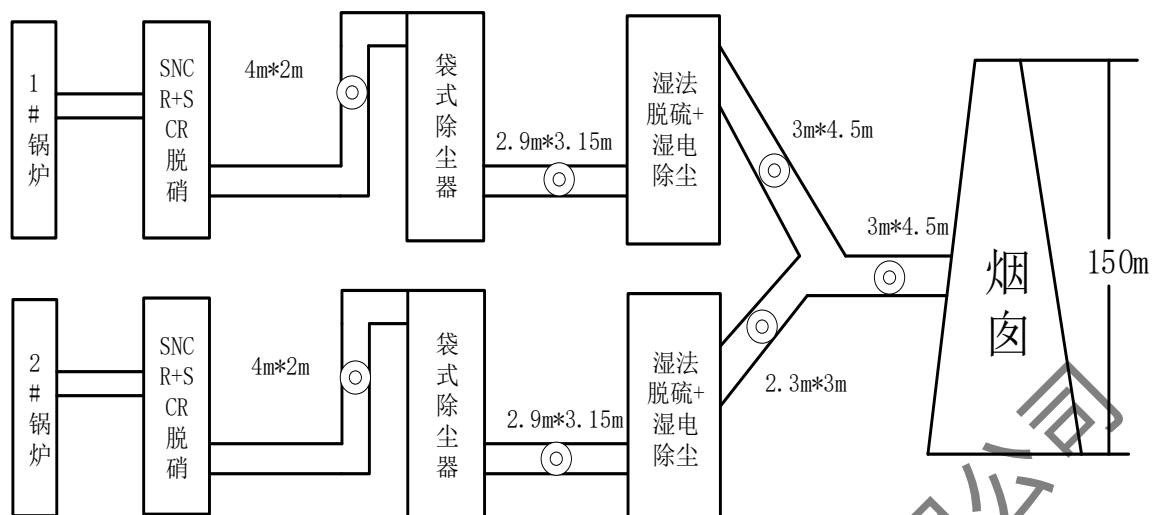 1
#
锅
炉
SNC
R+S
CR
脱
硝
4m*2m
袋
式
除
尘
器
2.9m*3.15m
湿法
脱硫+
湿电
除尘
3m*4.5m
3m*4.5m
烟
囱
150m
2
#
锅
炉
SNC
R+S
CR
脱
硝
4m*2m
袋
式
除
尘
器
2.9m*3.15m
湿法
脱硫+
湿电
除尘
2.3m*3m
公司